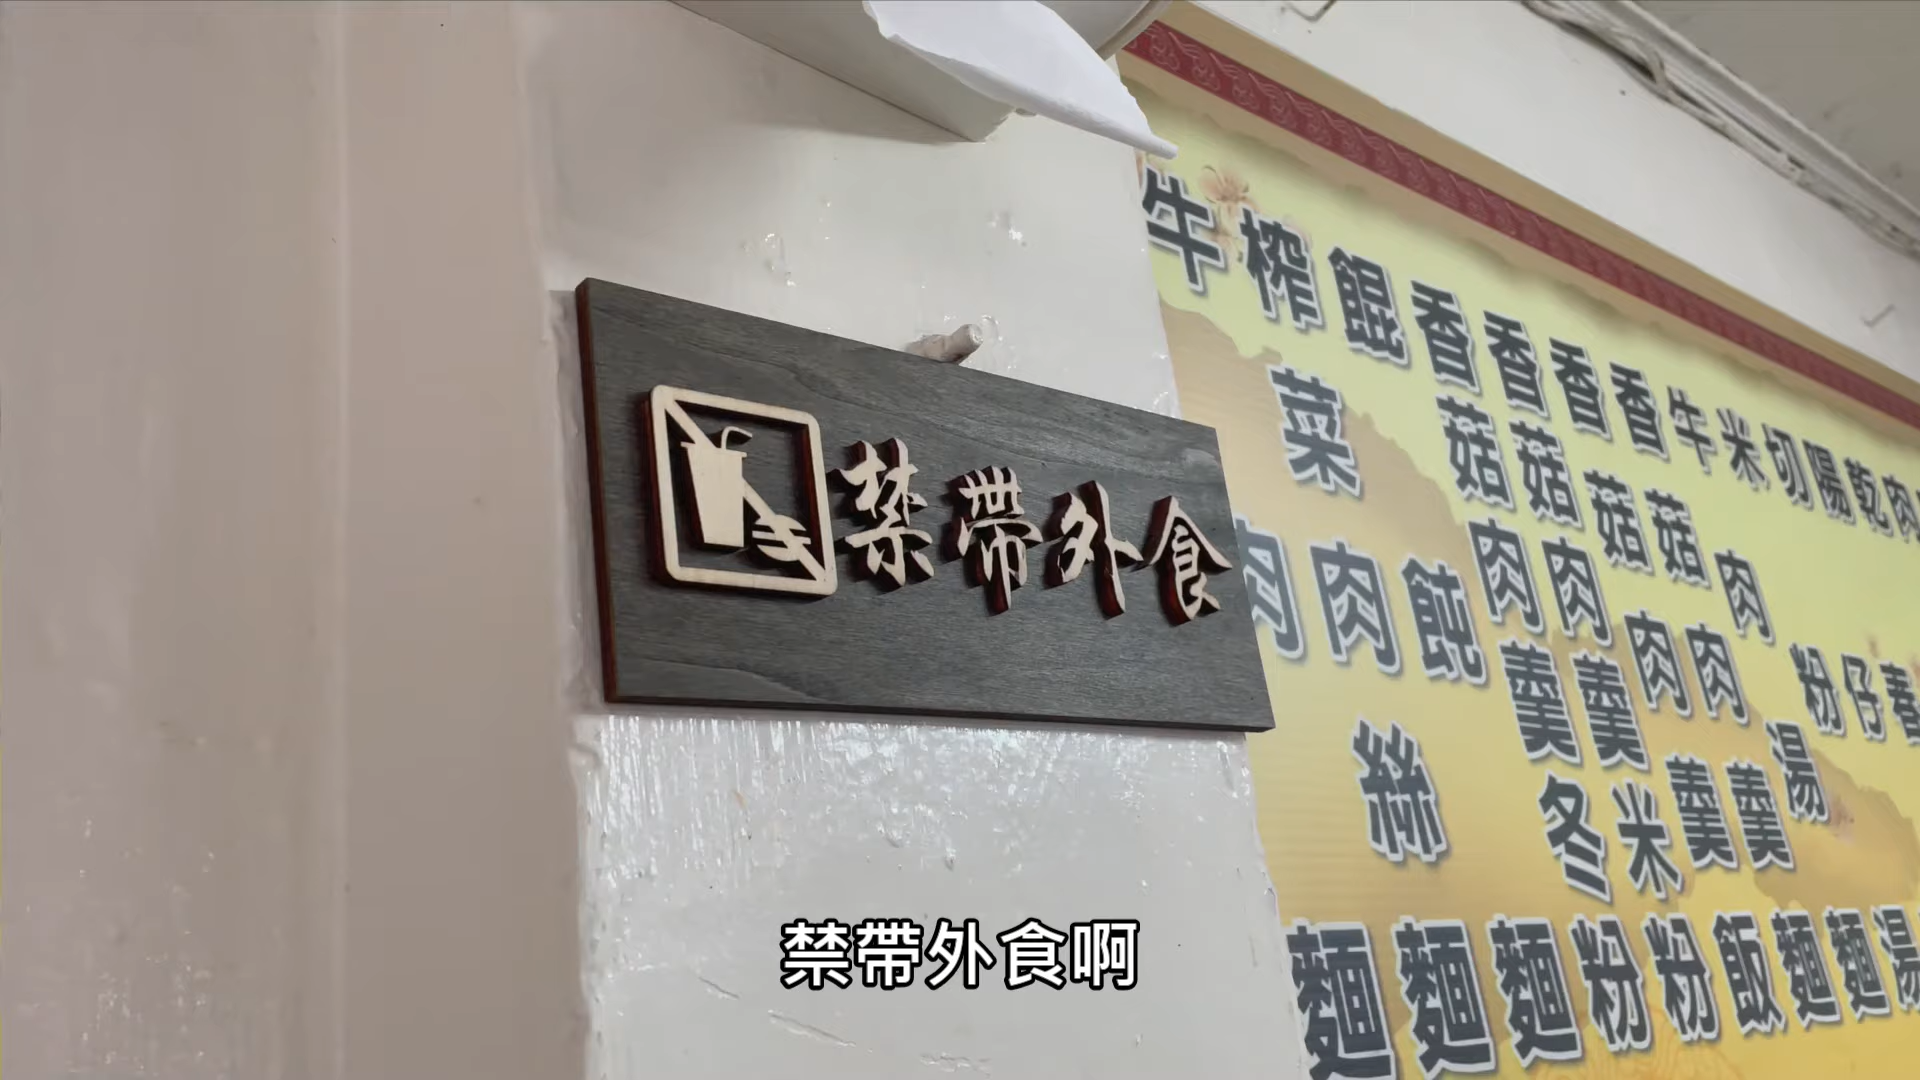 禁帶外食
肉
乾
陽春
切仔
米粉湯
牛肉湯麵
香菇肉羹麵
香菇肉羹飯
香菇肉羹米粉
香菇肉羹冬粉
餛飩麵
榨菜肉絲麵
牛肉麵
禁帶外食啊